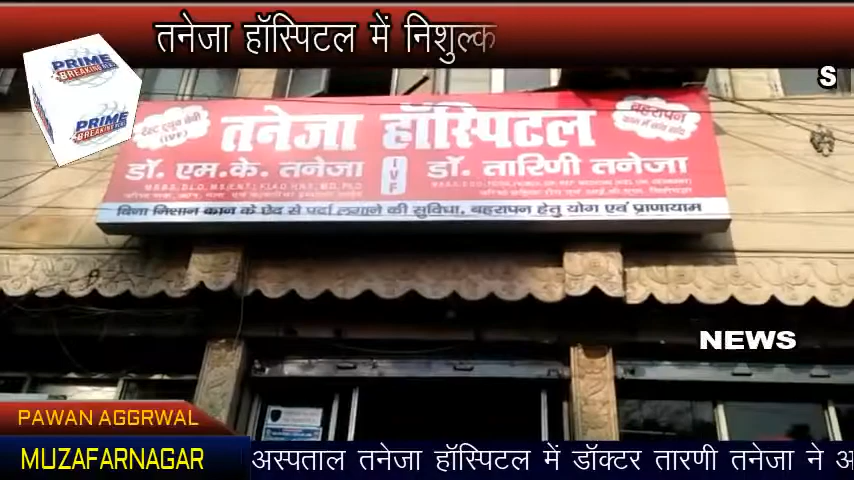 तनेजा हॉस्पिटल में निशुल्क
S
PRIME
BREAKING NEWS
PRIME
BREAKING NEWS
टेस्ट ट्यूब बेबी
(IVF)
तनेजा हॉस्पिटल
बहरापन
डॉ. एम.के. तनेजा
IVF
डॉ. तारिणी तनेजा
बिना निसान कान के छेद से पर्दा लगाने की सुविधा, बहरापन हेतु योग एवं प्राणायाम
NEWS
PAWAN AGGRWAL
MUZAFARNAGAR
अस्पताल तनेजा हॉस्पिटल में डॉक्टर तारणी तनेजा ने